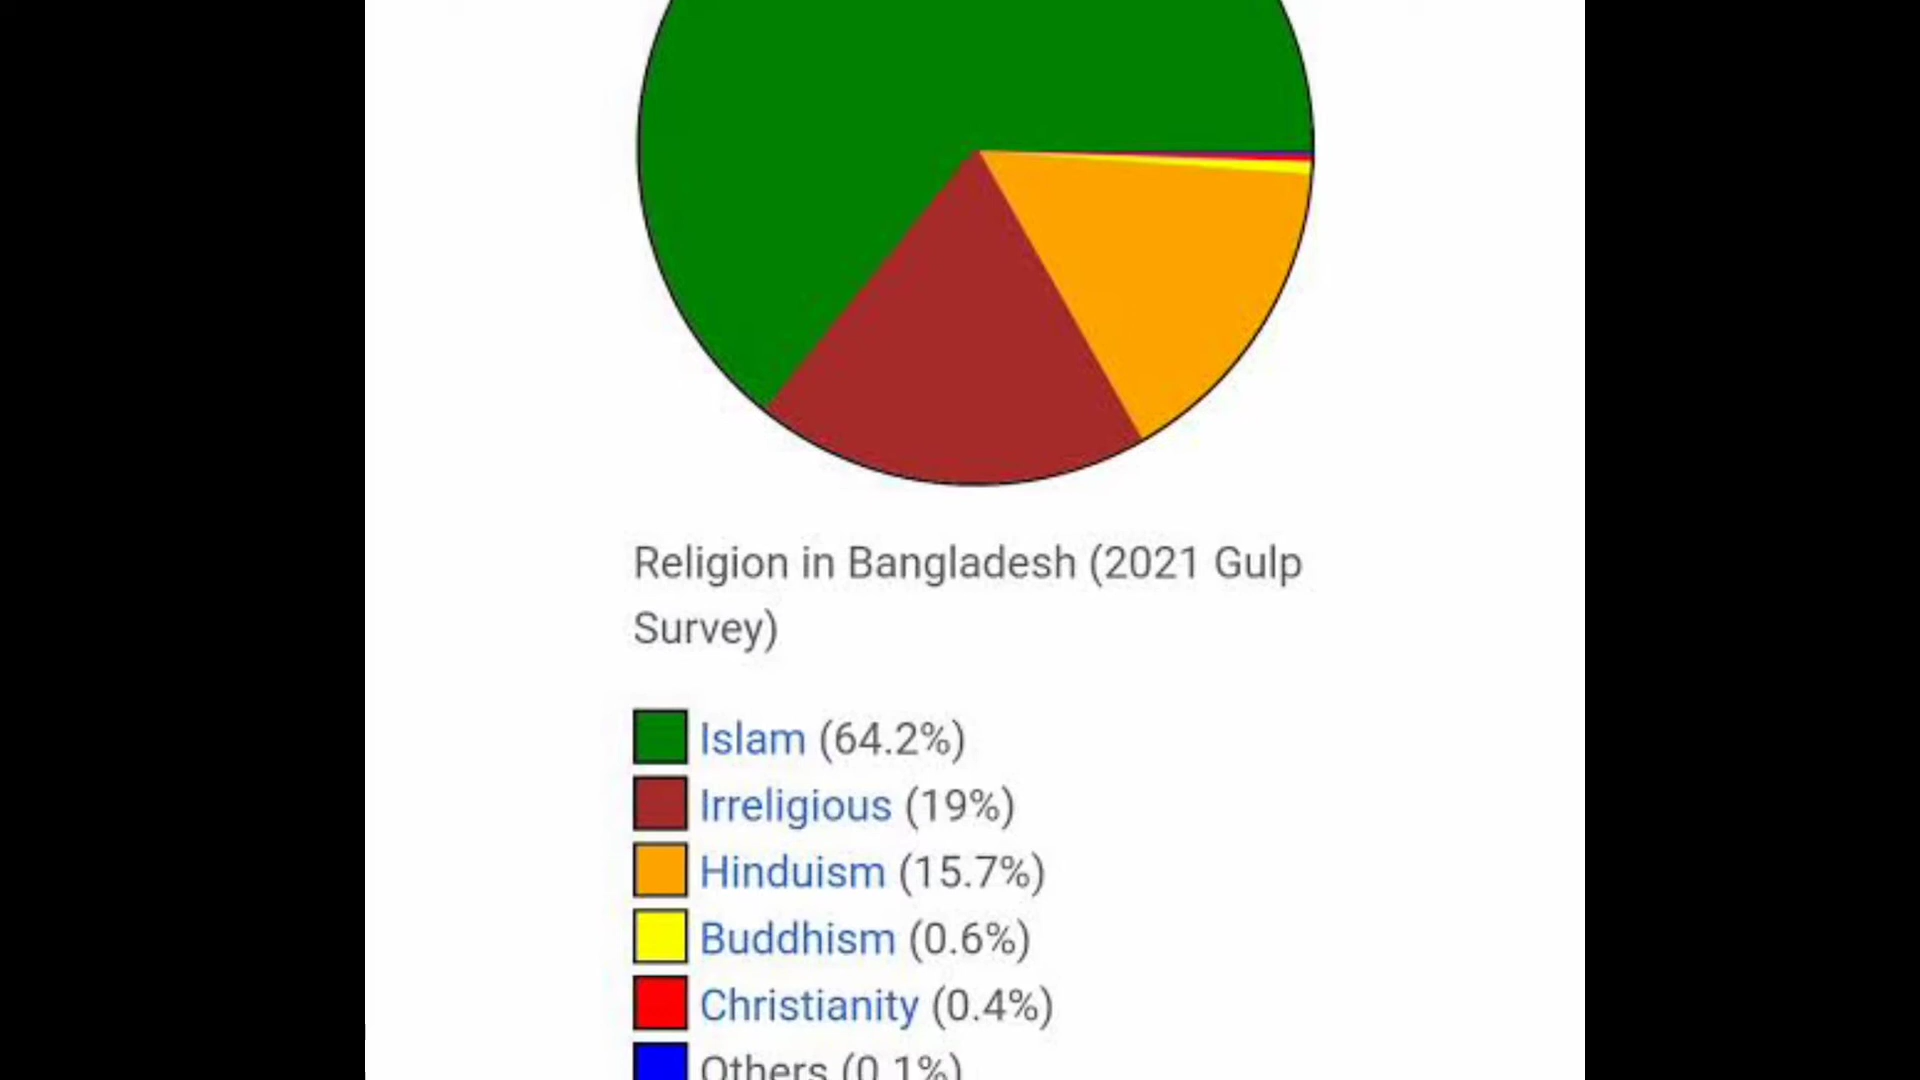 Religion in Bangladesh (2021 Gulp
Survey)
Islam (64.2%)
Irreligious (19%)
Hinduism (15.7%)
Buddhism (0.6%)
Christianity (0.4%)
Others (0.1%)